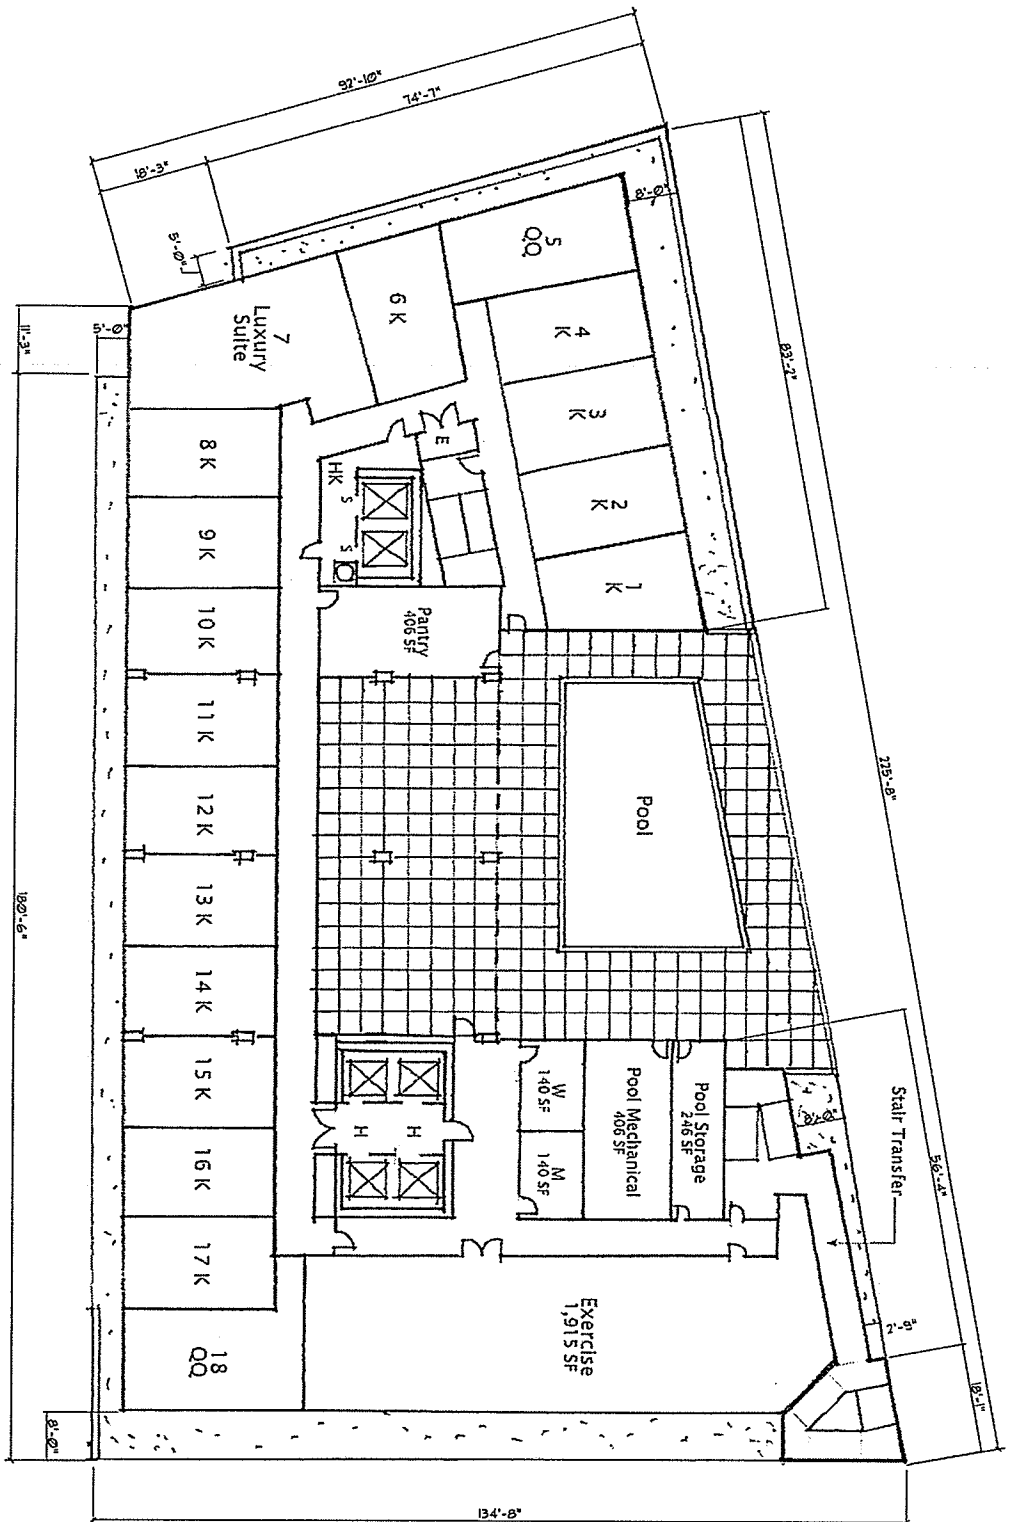 92'-10"
74'-7"
18'-3"
5'-0"
8'-0"
11'-3"
5'-0"
83'-2"
225'-8"
180'-6"
56'-4"
18'-1"
2'-9"
8'-0"
8'-0"
134'-8"
5
QQ
6 K
7
Luxury
Suite
4
K
3
K
2
K
1
K
E
HK
S
S
8 K
9 K
10 K
11 K
12 K
13 K
14 K
15 K
16 K
17 K
18
QQ
Pantry
406 SF
Pool
W
140 SF
M
140 SF
Pool Mechanical
406 SF
Pool Storage
246 SF
H
H
Stair Transfer
Exercise
1,915 SF